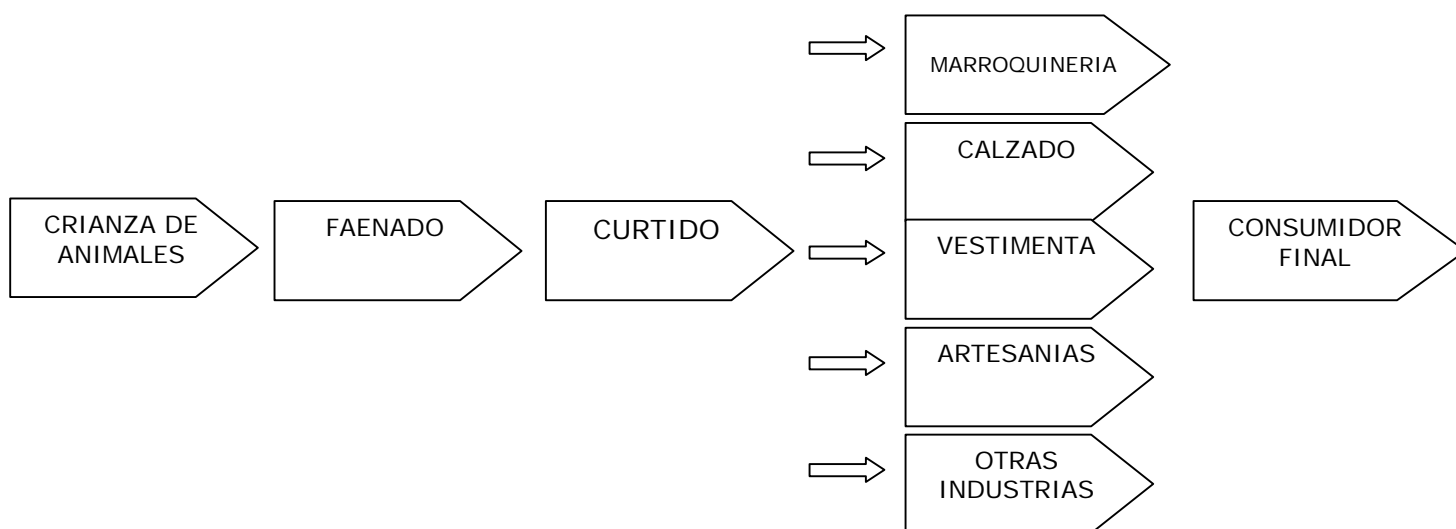 CRIANZA DE
ANIMALES
FAENADO
CURTIDO
MARROQUINERIA
CALZADO
VESTIMENTA
ARTESANIAS
OTRAS
INDUSTRIAS
CONSUMIDOR
FINAL